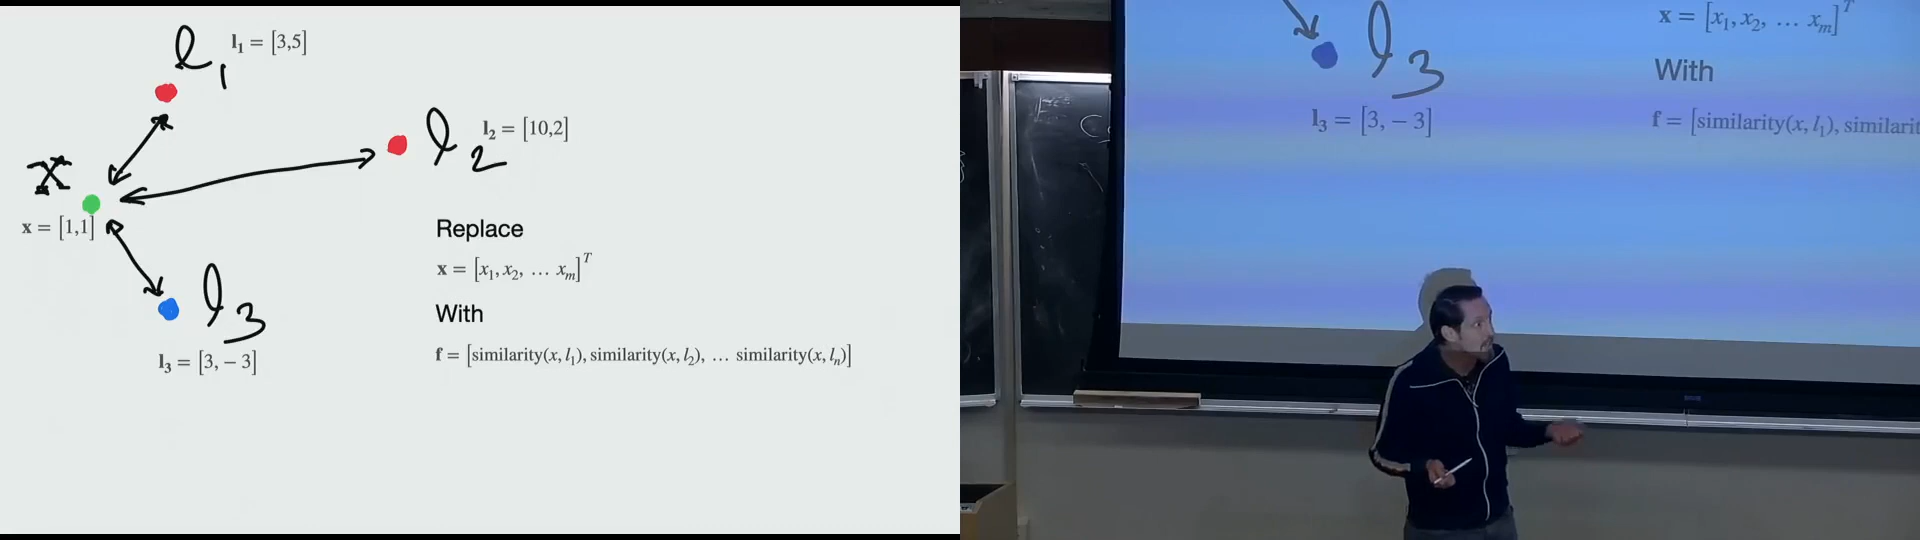 l1
l₁ = [3,5]
l2
l₂ = [10,2]
x
x = [1,1]
l3
l₃ = [3, – 3]
Replace
x = [x₁, x₂, … xₘ]ᵀ
With
f = [similarity(x, l₁), similarity(x, l₂), … similarity(x, lₙ)]
l3
l₃ = [3, – 3]
x = [x₁, x₂, … xₘ]ᵀ
With
f = [similarity(x, l₁), similarit